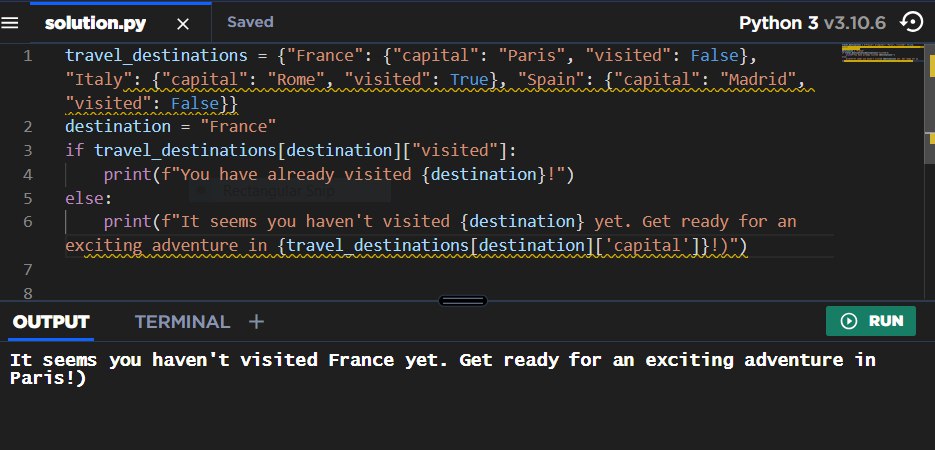 solution.py × Saved Python 3 v3.10.6
1 travel_destinations = {"France": {"capital": "Paris", "visited": False},
"Italy": {"capital": "Rome", "visited": True}, "Spain": {"capital": "Madrid",
"visited": False}}
2 destination = "France"
3 if travel_destinations[destination]["visited"]:
4     print(f"You have already visited {destination}!")
Rectangular Snip
5 else:
6     print(f"It seems you haven't visited {destination} yet. Get ready for an
exciting adventure in {travel_destinations[destination]['capital']}!)")
7
8
OUTPUT TERMINAL + RUN
It seems you haven't visited France yet. Get ready for an exciting adventure in
Paris!)